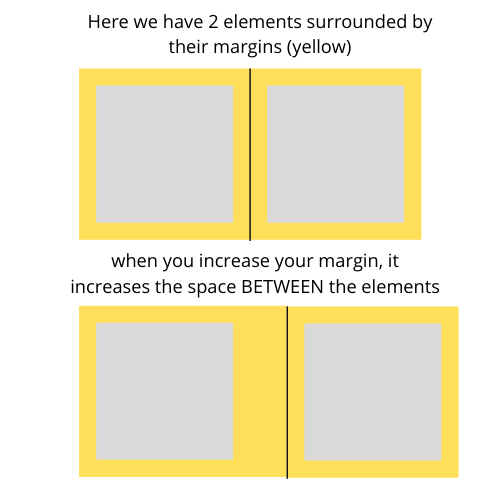 Here we have 2 elements surrounded by
their margins (yellow)
when you increase your margin, it
increases the space BETWEEN the elements